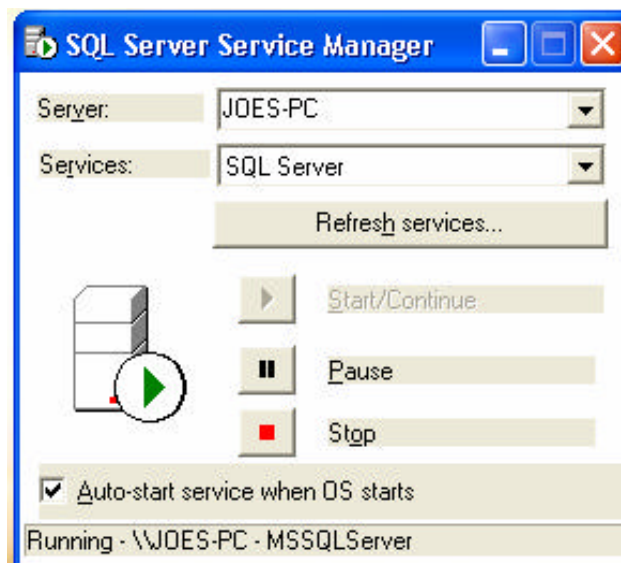 SQL Server Service Manager
Server: JOES-PC
Services: SQL Server
Refresh services...
Start/Continue
Pause
Stop
Auto-start service when OS starts
Running - \\JOES-PC - MSSQLServer